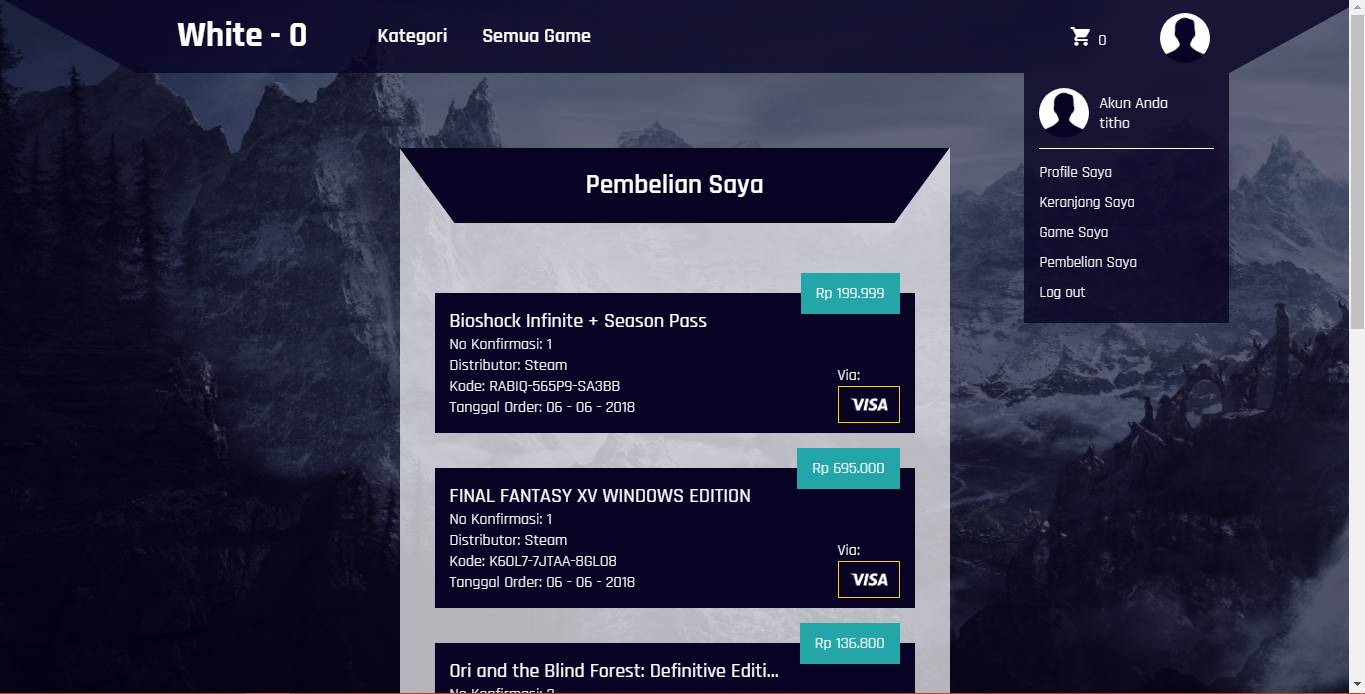 White - 0
Kategori
Semua Game
0
Akun Anda
titho
Profile Saya
Keranjang Saya
Game Saya
Pembelian Saya
Log out
Pembelian Saya
Rp 199.999
Bioshock Infinite + Season Pass
No Konfirmasi: 1
Distributor: Steam
Kode: RABIQ-565P9-SA3BB
Tanggal Order: 06 - 06 - 2018
Via:
VISA
Rp 695.000
FINAL FANTASY XV WINDOWS EDITION
No Konfirmasi: 1
Distributor: Steam
Kode: K6OL7-7JTAA-8GLO8
Tanggal Order: 06 - 06 - 2018
Via:
VISA
Rp 136.800
Ori and the Blind Forest: Definitive Editi...
No Konfirmasi: 2